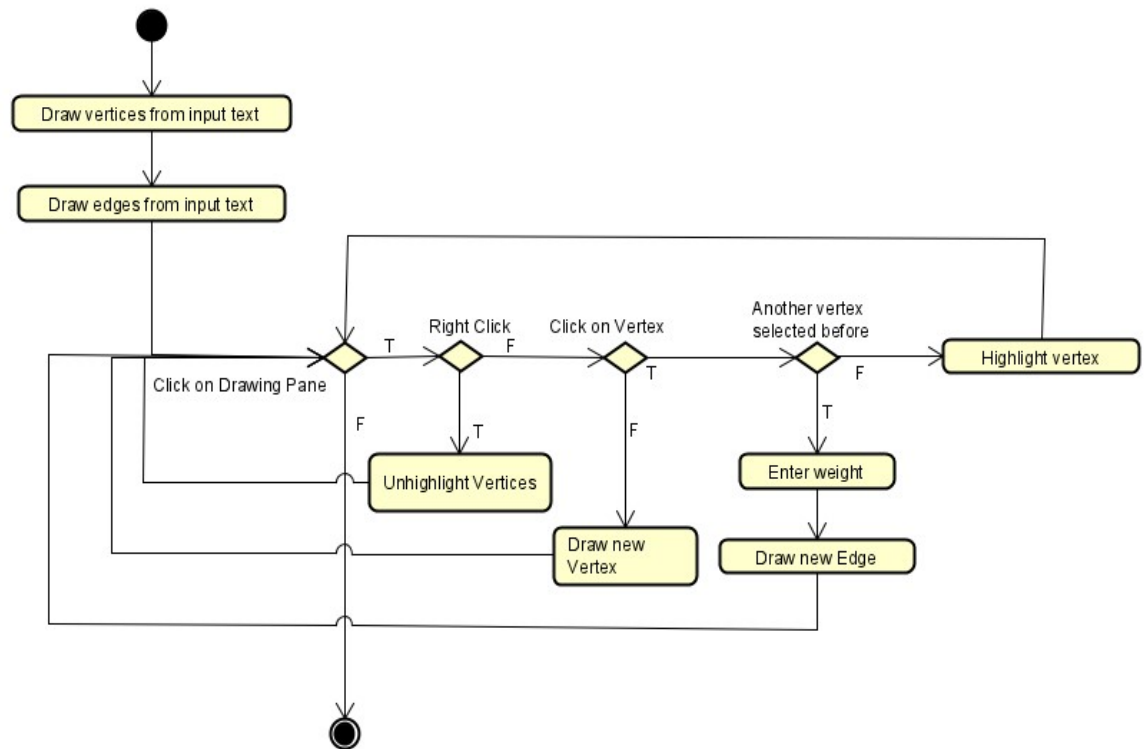 Draw vertices from input text
Draw edges from input text
Another vertex
selected before
Right Click
Click on Vertex
T
F
T
F
Highlight vertex
Click on Drawing Pane
F
T
F
T
Unhighlight Vertices
Enter weight
Draw new
Vertex
Draw new Edge